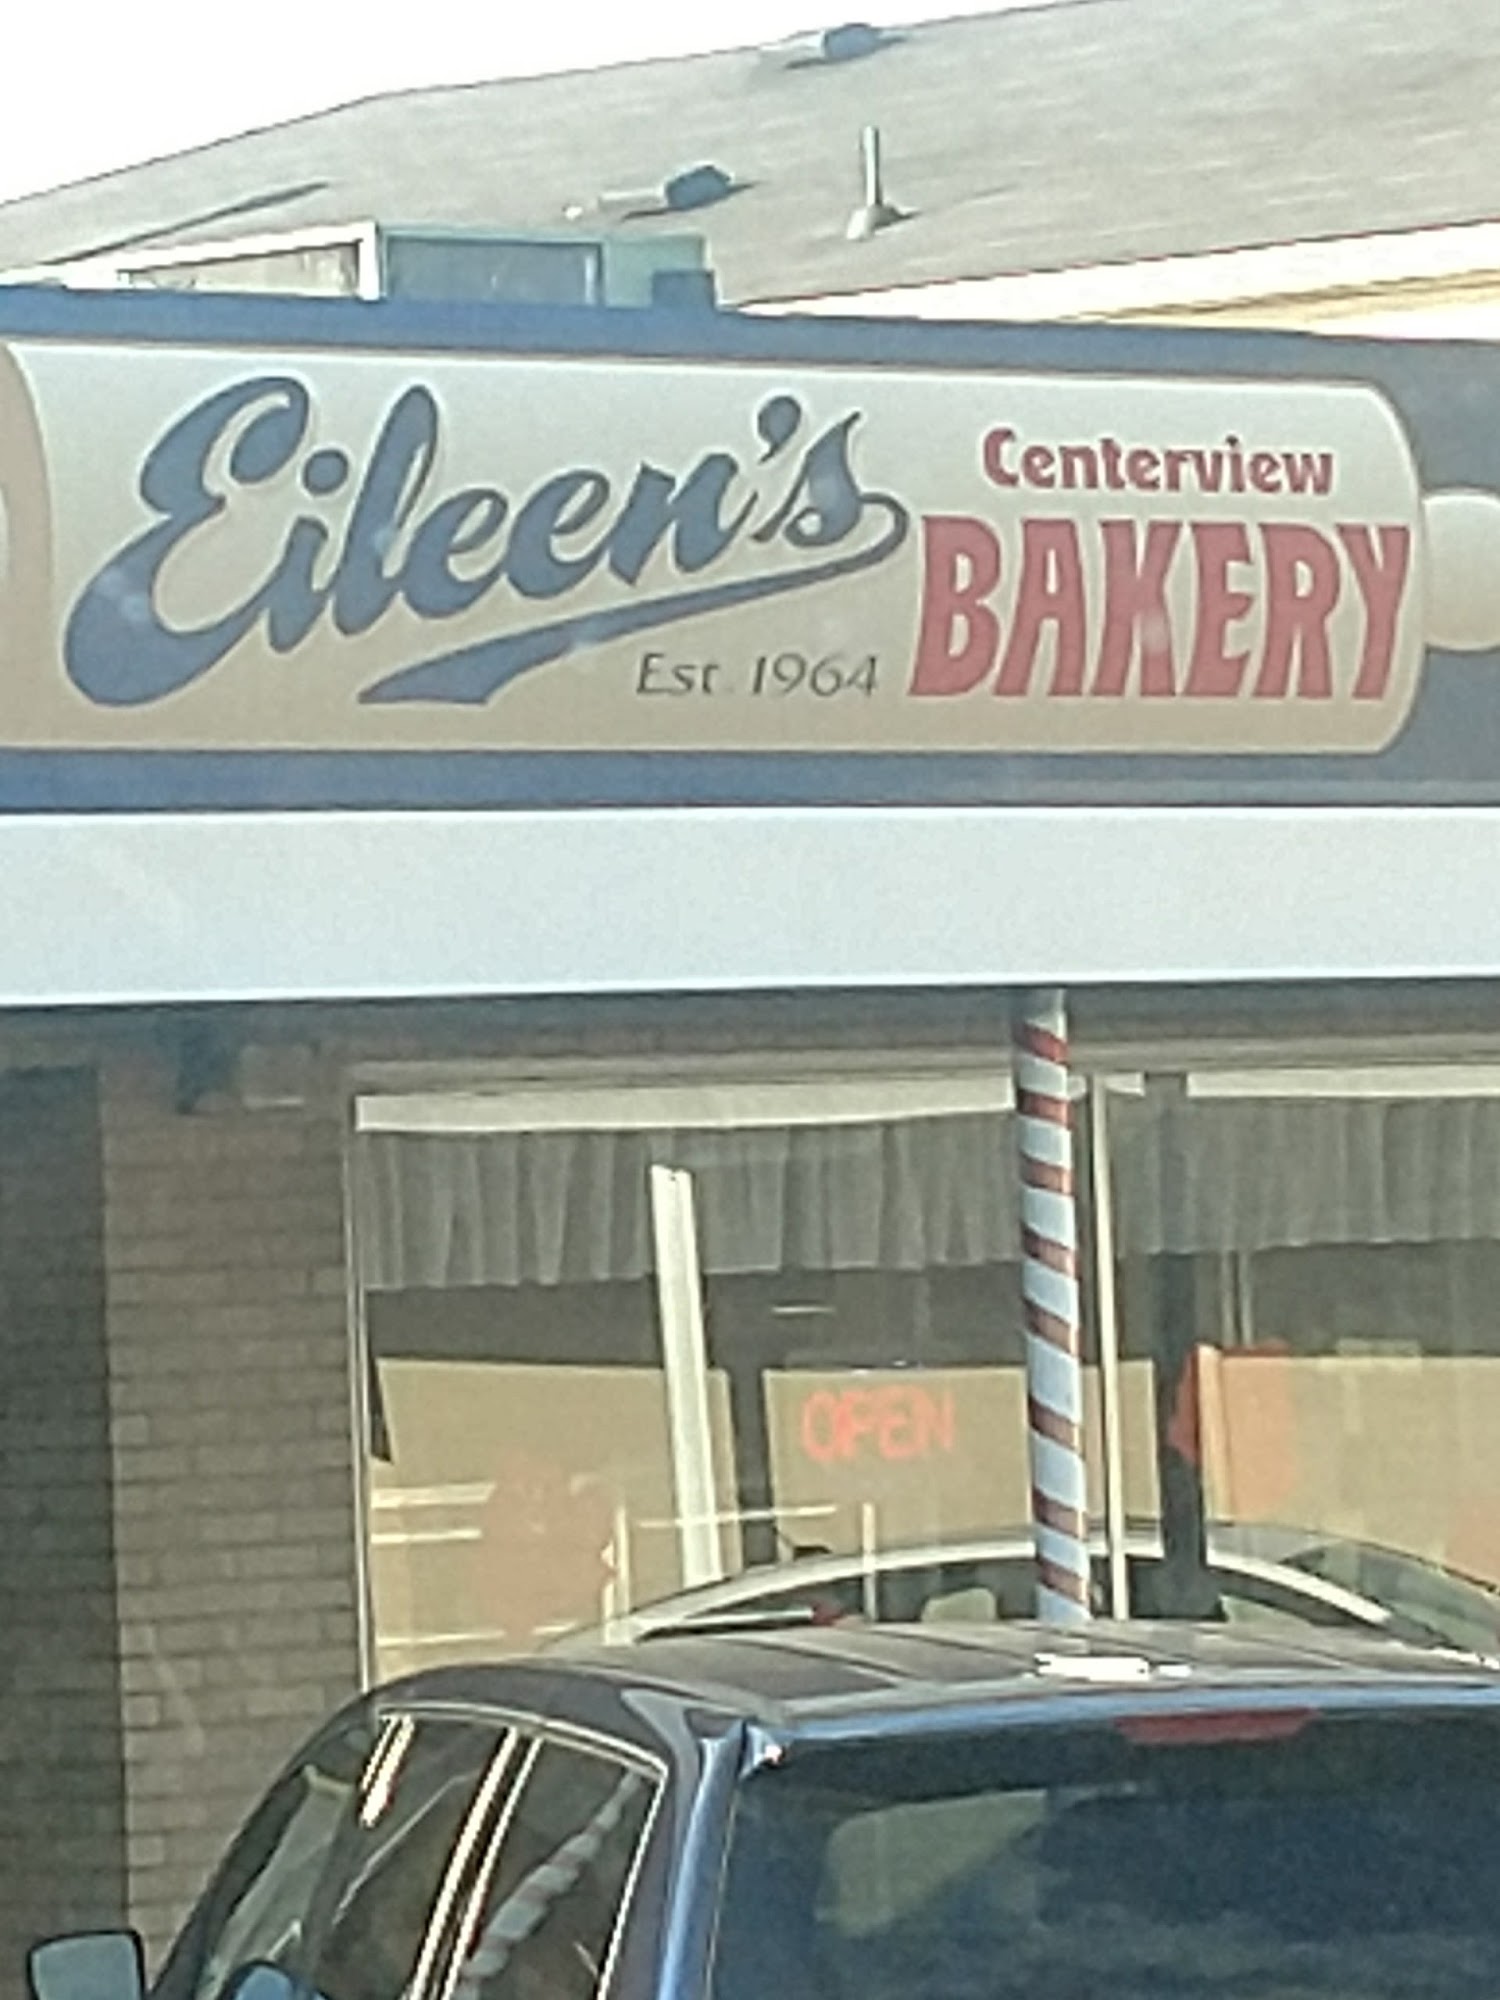 Eileen's
Centerview
BAKERY
Est. 1964
OPEN